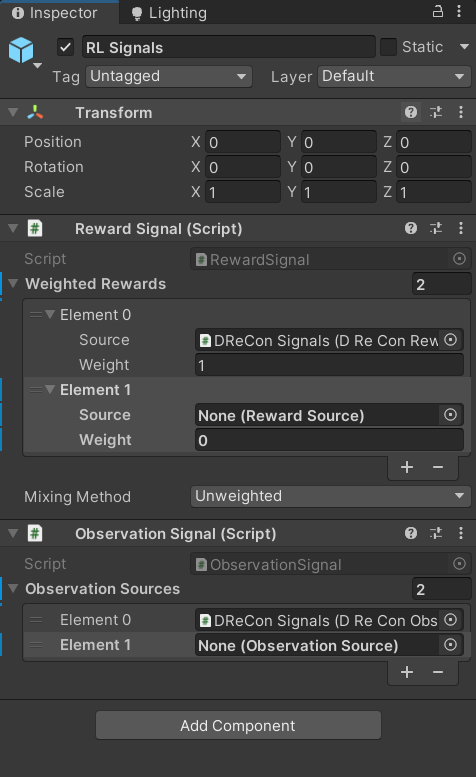 Inspector Lighting
RL Signals Static
Tag Untagged Layer Default
Transform
Position X 0 Y 0 Z 0
Rotation X 0 Y 0 Z 0
Scale X 1 Y 1 Z 1
# Reward Signal (Script)
Script # RewardSignal
Weighted Rewards 2
Element 0
Source # DReCon Signals (D Re Con Rew
Weight 1
Element 1
Source None (Reward Source)
Weight 0
+ −
Mixing Method Unweighted
# Observation Signal (Script)
Script # ObservationSignal
Observation Sources 2
Element 0 # DReCon Signals (D Re Con Obs
Element 1 None (Observation Source)
+ −
Add Component